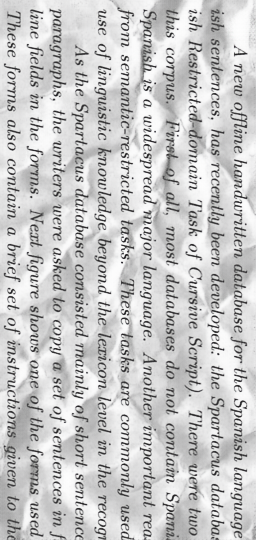 A new offline handwritten database for the Spanish language
ish sentences, has recently been developed: the Spartacus databas
ish Restricted-domain Task of Cursive Script). There were two
this corpus. First of all, most databases do not contain Spani
Spanish is a widespread major language. Another important rea
from semantic-restricted tasks. These tasks are commonly used
use of linguistic knowledge beyond the lexicon level in the recogn
As the Spartacus database consisted mainly of short sentence
paragraphs, the writers were asked to copy a set of sentences in f
line fields in the forms. Next figure shows one of the forms used
These forms also contain a brief set of instructions given to the